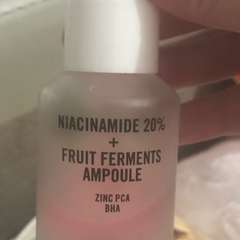 NIACINAMIDE 20%
+
FRUIT FERMENTS
AMPOULE
ZINC PCA
BHA